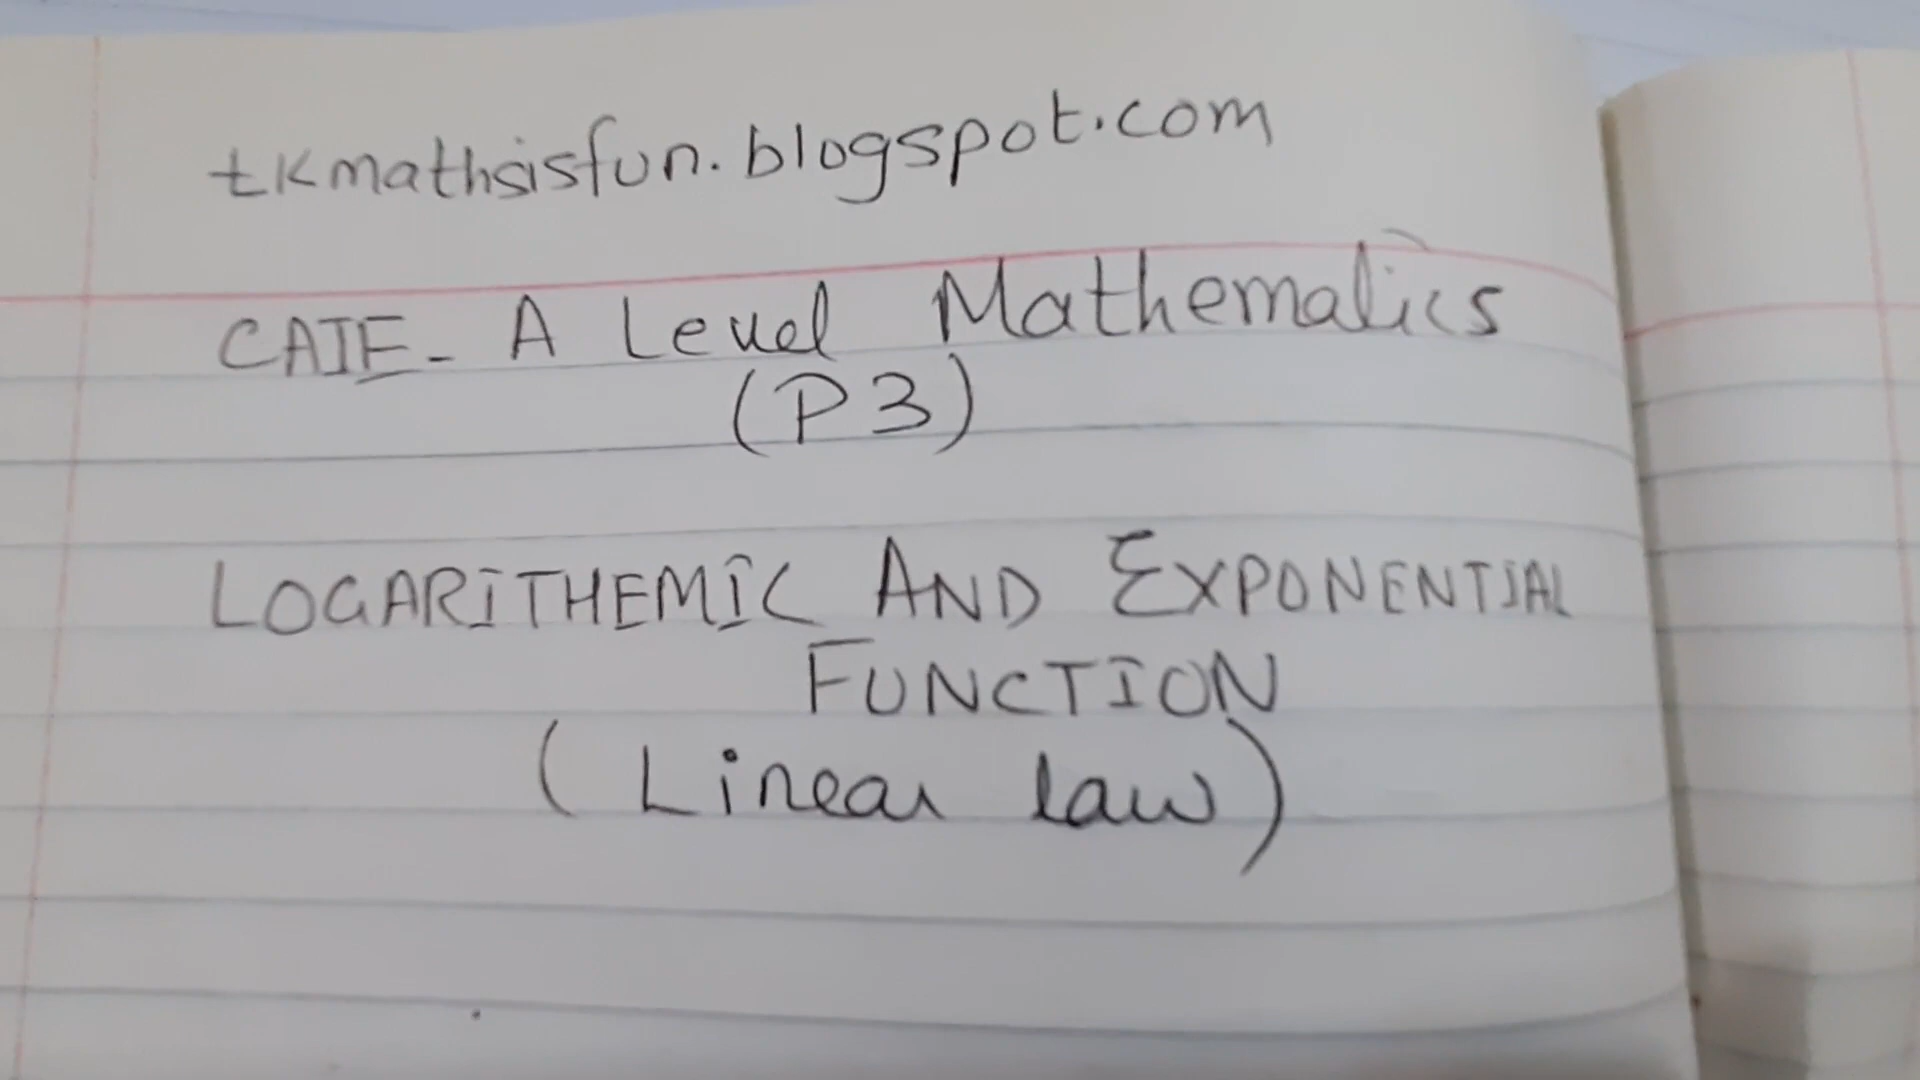 tkmathsisfun.blogspot.com
CAIE - A Level Mathematics
(P3)
LOGARITHEMIC AND EXPONENTIAL
FUNCTION
(Linear law)